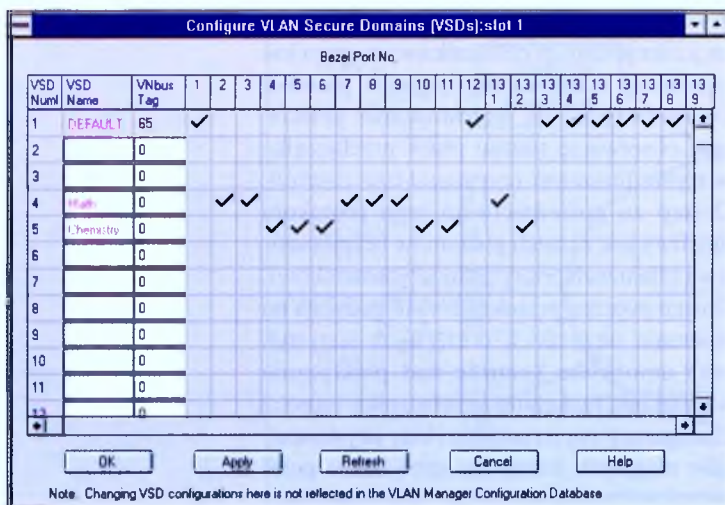 Configure VLAN Secure Domains (VSDs):slot 1
Bezel Port No.
VSD Numl VSD Name VNbus Tag 1 2 3 4 5 6 7 8 9 10 11 12 13 1 13 2 13 3 13 4 13 5 13 6 13 7 13 8 13 9
1 DEFAULT 65
2 0
3 0
4 Math 0
5 Chemistry 0
6 0
7 0
8 0
9 0
10 0
11 0
12 0
OK Apply Refresh Cancel Help
Note. Changing VSD configurations here is not reflected in the VLAN Manager Configuration Database